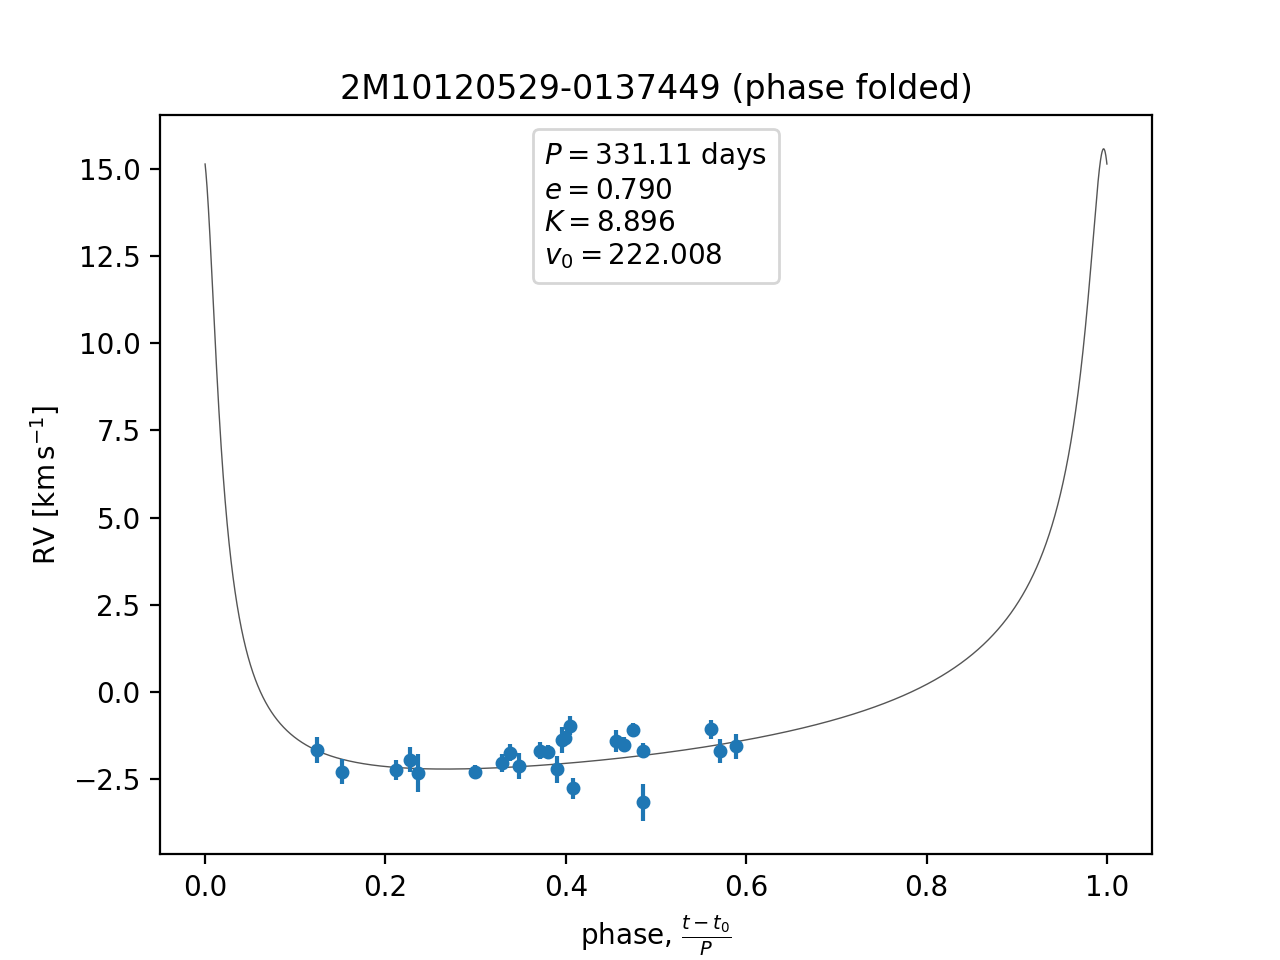 2M10120529-0137449 (phase folded)
P = 331.11 days
e = 0.790
K = 8.896
v₀ = 222.008
15.0
12.5
10.0
7.5
5.0
2.5
0.0
−2.5
RV [km s⁻¹]
0.0 0.2 0.4 0.6 0.8 1.0
phase, (t − t₀)/P